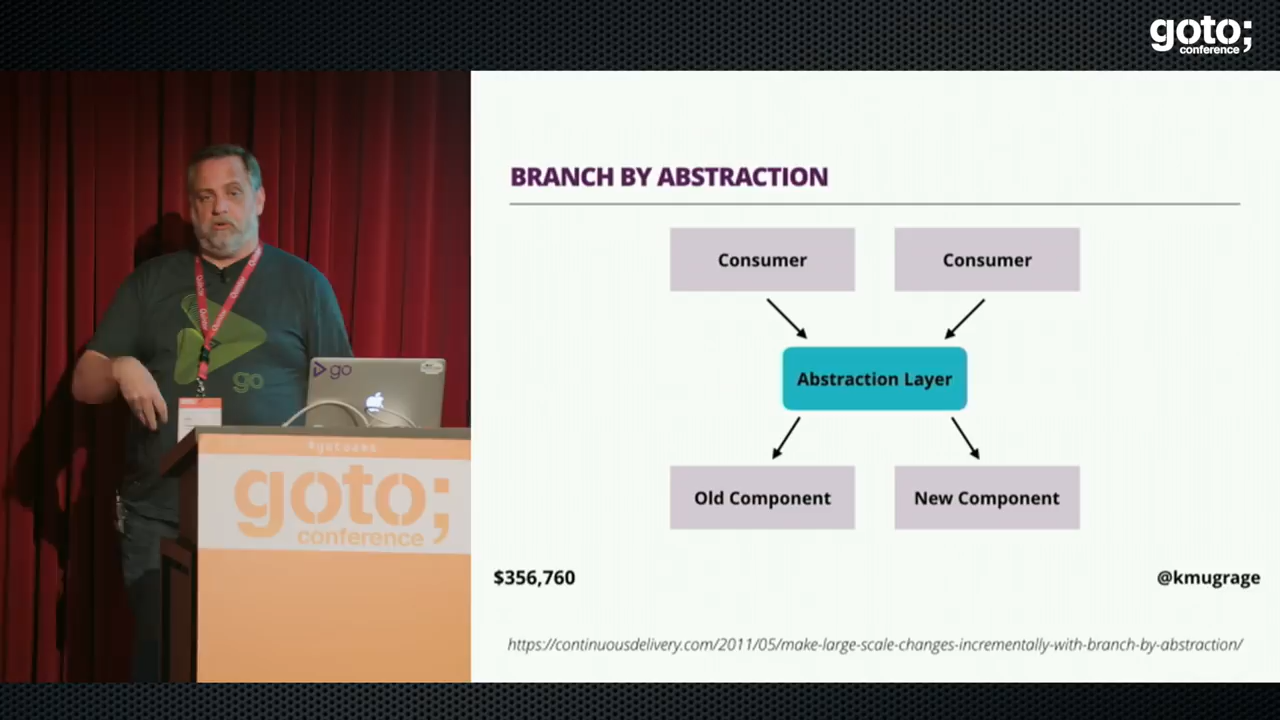 goto;
conference
BRANCH BY ABSTRACTION
Consumer
Consumer
Abstraction Layer
Old Component
New Component
$356,760
@kmugrage
https://continuousdelivery.com/2011/05/make-large-scale-changes-incrementally-with-branch-by-abstraction/
go
go
goto;
conference